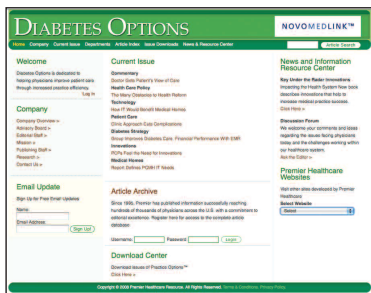 DIABETES OPTIONS
NOVOMEDLINK™
Home Company Current Issue Departments Article Index Issue Downloads News & Resource Center
Article Search
Welcome
Diabetes Options is dedicated to
helping physicians improve patient care
through increased practice efficiency.
Log In
Company
Company Overview »
Advisory Board »
Editorial Staff »
Mission »
Publishing Staff »
Research »
Contact Us »
Email Update
Sign Up for Free Email Updates
Name:
Email Address:
Sign Up!
Current Issue
Commentary
Doctor Gets Patient's View of Care
Health Care Policy
The Many Obstacles to Health Reform
Technology
How IT Would Benefit Medical Homes
Patient Care
Clinic Approach Cuts Complications
Diabetes Strategy
Group Improves Diabetes Care, Financial Performance With EMR
Innovations
PCPs Feel the Need for Innovations
Medical Homes
Report Defines PCMH IT Needs
Article Archive
Since 1996, Premier has published information successfully reaching
hundreds of thousands of physicians across the U.S. with a commitment to
editorial excellence. Register here for access to the complete article
database
Username: Password: Login
Download Center
Download issues of Practice Options™
Click Here »
News and Information
Resource Center
Key Under the Radar Innovations
Impacting the Health System New book
describes innovations that help to
increase medical practice success.
Click Here »
Discussion Forum
We welcome your comments and ideas
regarding the issues facing physicians
today and the challenges working within
our healthcare system.
Ask the Editor »
Premier Healthcare
Websites
Visit other sites developed by Premier
Healthcare
Select Website
Select
Copyright © 2009 Premier Healthcare Resource. All Rights Reserved. Terms & Conditions. Privacy Policy.